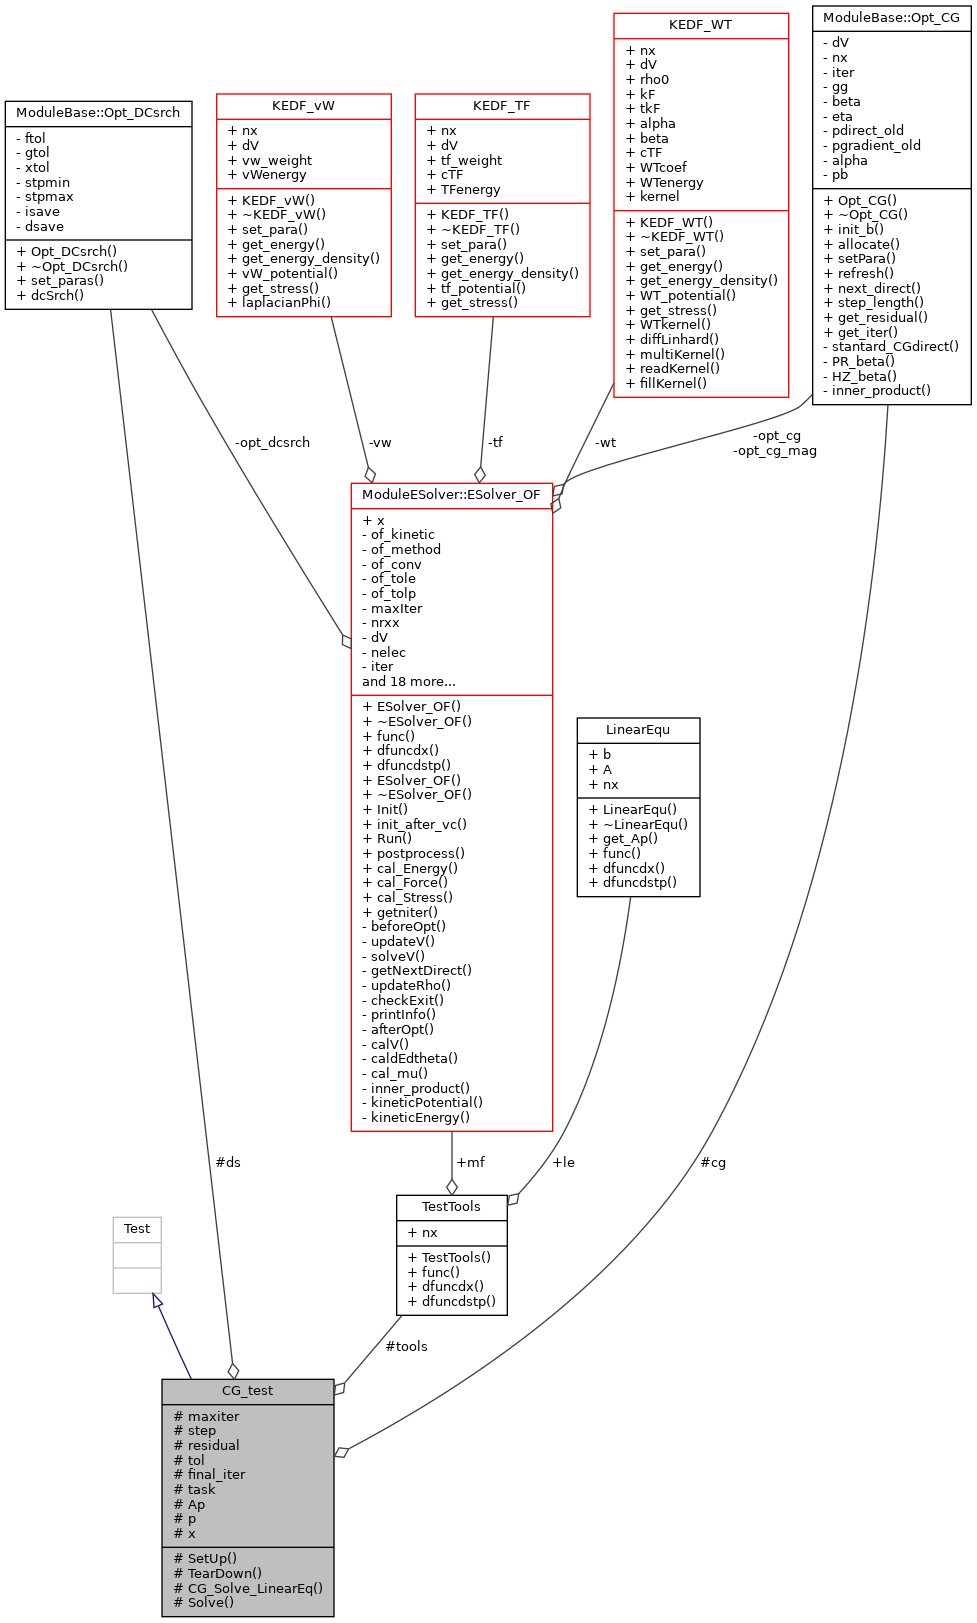 ModuleBase::Opt_DCsrch
- ftol
- gtol
- xtol
- stpmin
- stpmax
- isave
- dsave
+ Opt_DCsrch()
+ ~Opt_DCsrch()
+ set_paras()
+ dcSrch()
KEDF_vW
+ nx
+ dV
+ vw_weight
+ vWenergy
+ KEDF_vW()
+ ~KEDF_vW()
+ set_para()
+ get_energy()
+ get_energy_density()
+ vW_potential()
+ get_stress()
+ laplacianPhi()
KEDF_TF
+ nx
+ dV
+ tf_weight
+ cTF
+ TFenergy
+ KEDF_TF()
+ ~KEDF_TF()
+ set_para()
+ get_energy()
+ get_energy_density()
+ tf_potential()
+ get_stress()
KEDF_WT
+ nx
+ dV
+ rho0
+ kF
+ tkF
+ alpha
+ beta
+ cTF
+ WTcoef
+ WTenergy
+ kernel
+ KEDF_WT()
+ ~KEDF_WT()
+ set_para()
+ get_energy()
+ get_energy_density()
+ WT_potential()
+ get_stress()
+ WTkernel()
+ diffLinhard()
+ multiKernel()
+ readKernel()
+ fillKernel()
ModuleBase::Opt_CG
- dV
- nx
- iter
- gg
- beta
- eta
- pdirect_old
- pgradient_old
- alpha
- pb
+ Opt_CG()
+ ~Opt_CG()
+ init_b()
+ allocate()
+ setPara()
+ refresh()
+ next_direct()
+ step_length()
+ get_residual()
+ get_iter()
- stantard_CGdirect()
- PR_beta()
- HZ_beta()
- inner_product()
-opt_dcsrch
-vw
-tf
-wt
-opt_cg
-opt_cg_mag
ModuleESolver::ESolver_OF
+ x
- of_kinetic
- of_method
- of_conv
- of_tole
- of_tolp
- maxIter
- nrxx
- dV
- nelec
- iter
and 18 more...
+ ESolver_OF()
+ ~ESolver_OF()
+ func()
+ dfuncdx()
+ dfuncdstp()
+ ESolver_OF()
+ ~ESolver_OF()
+ Init()
+ init_after_vc()
+ Run()
+ postprocess()
+ cal_Energy()
+ cal_Force()
+ cal_Stress()
+ getniter()
- beforeOpt()
- updateV()
- solveV()
- getNextDirect()
- updateRho()
- checkExit()
- printInfo()
- afterOpt()
- calV()
- caldEdtheta()
- cal_mu()
- inner_product()
- kineticPotential()
- kineticEnergy()
LinearEqu
+ b
+ A
+ nx
+ LinearEqu()
+ ~LinearEqu()
+ get_Ap()
+ func()
+ dfuncdx()
+ dfuncdstp()
#ds
+mf
+le
#cg
TestTools
+ nx
+ TestTools()
+ func()
+ dfuncdx()
+ dfuncdstp()
Test
#tools
CG_test
# maxiter
# step
# residual
# tol
# final_iter
# task
# Ap
# p
# x
# SetUp()
# TearDown()
# CG_Solve_LinearEq()
# Solve()